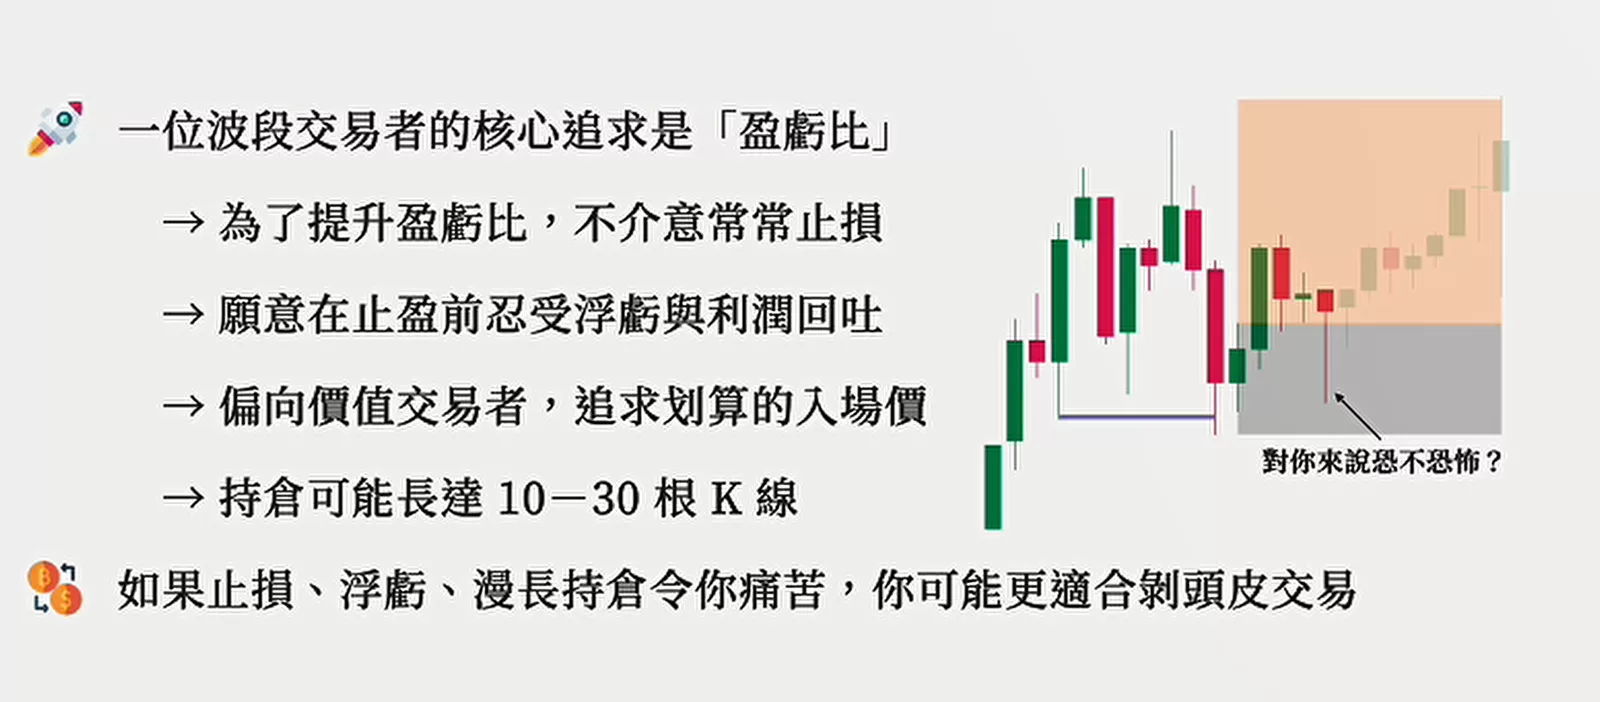 一位波段交易者的核心追求是「盈虧比」
→ 為了提升盈虧比，不介意常常止損
→ 願意在止盈前忍受浮虧與利潤回吐
→ 偏向價值交易者，追求划算的入場價
→ 持倉可能長達 10－30 根 K 線
對你來說恐不恐怖？
如果止損、浮虧、漫長持倉令你痛苦，你可能更適合剝頭皮交易